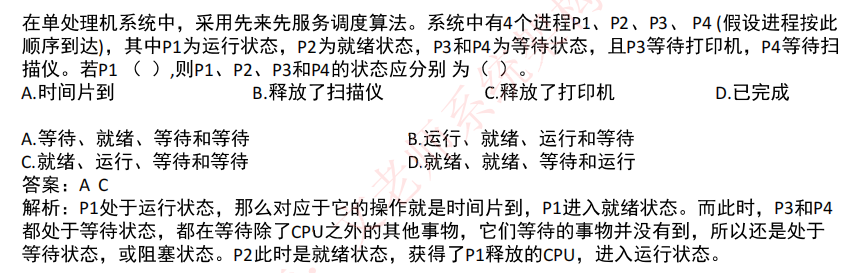 在单处理机系统中，采用先来先服务调度算法。系统中有4个进程P1、P2、P3、 P4 (假设进程按此
顺序到达)，其中P1为运行状态，P2为就绪状态，P3和P4为等待状态，且P3等待打印机，P4等待扫
描仪。若P1 （ ）,则P1、P2、P3和P4的状态应分别 为（ ）。
A.时间片到 B.释放了扫描仪 C.释放了打印机 D.已完成
A.等待、就绪、等待和等待 B.运行、就绪、运行和等待
C.就绪、运行、等待和等待 D.就绪、就绪、等待和运行
答案：A C
解析：P1处于运行状态，那么对应于它的操作就是时间片到，P1进入就绪状态。而此时，P3和P4
都处于等待状态，都在等待除了CPU之外的其他事物，它们等待的事物并没有到，所以还是处于
等待状态，或阻塞状态。P2此时是就绪状态，获得了P1释放的CPU，进入运行状态。
老师系统架构